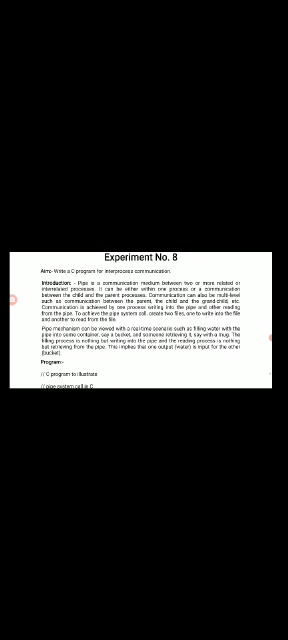 Experiment No. 8
Aim:- Write a C program for interprocess communication.
Introduction: - Pipe is a communication medium between two or more related or
interrelated processes. It can be either within one process or a communication
between the child and the parent processes. Communication can also be multi-level
such as communication between the parent, the child and the grand-child, etc.
Communication is achieved by one process writing into the pipe and other reading
from the pipe. To achieve the pipe system call, create two files, one to write into the file
and another to read from the file.
Pipe mechanism can be viewed with a real-time scenario such as filling water with the
pipe into some container, say a bucket, and someone retrieving it, say with a mug. The
filling process is nothing but writing into the pipe and the reading process is nothing
but retrieving from the pipe. This implies that one output (water) is input for the other
(bucket).
Program:-
// C program to illustrate
// pipe system call in C